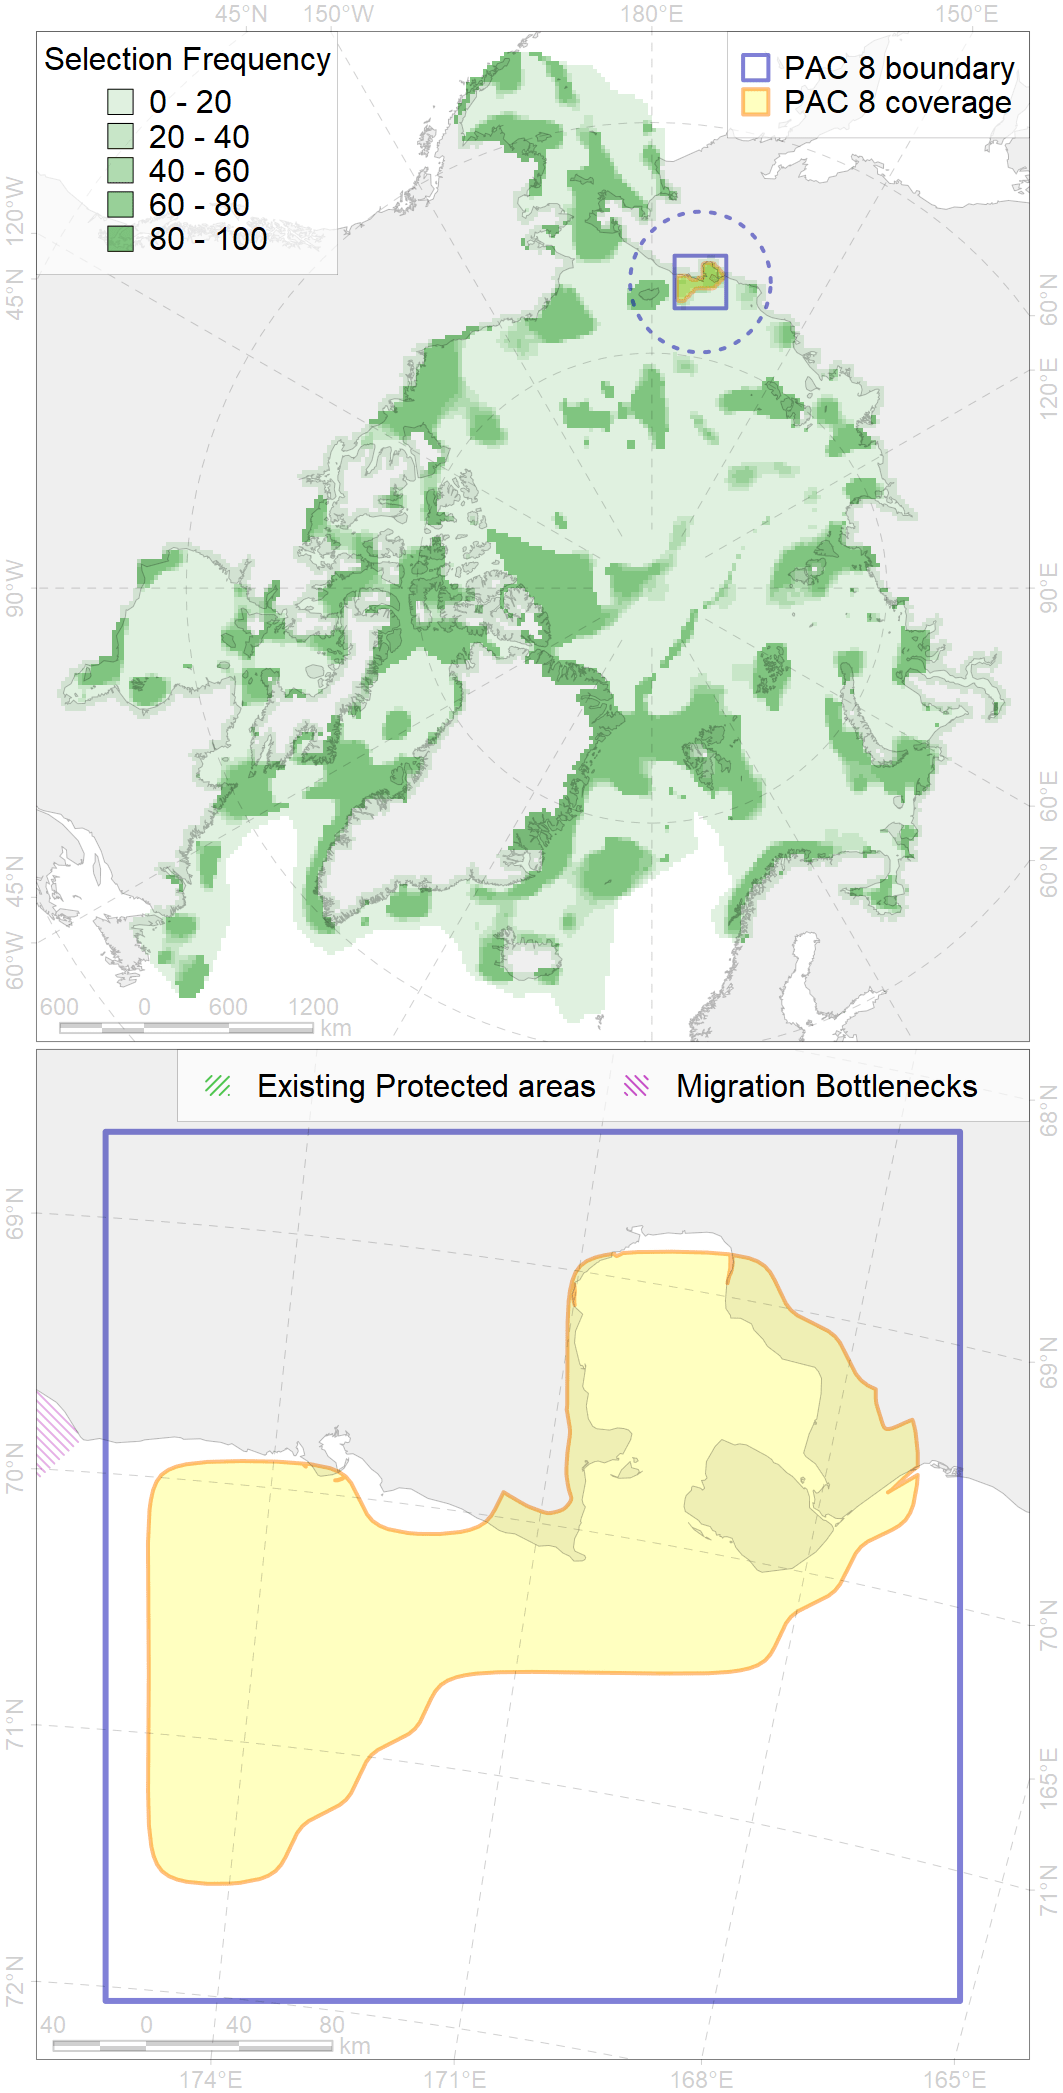 45°N 150°W 180°E 150°E
Selection Frequency
0 - 20
20 - 40
40 - 60
60 - 80
80 - 100
PAC 8 boundary
PAC 8 coverage
120°W
45°N
90°W
45°N
60°W
60°N
120°E
90°E
60°E
60°N
600 0 600 1200
km
Existing Protected areas Migration Bottlenecks
69°N
70°N
71°N
72°N
68°N
69°N
70°N
165°E
71°N
40 0 40 80
km
174°E 171°E 168°E 165°E